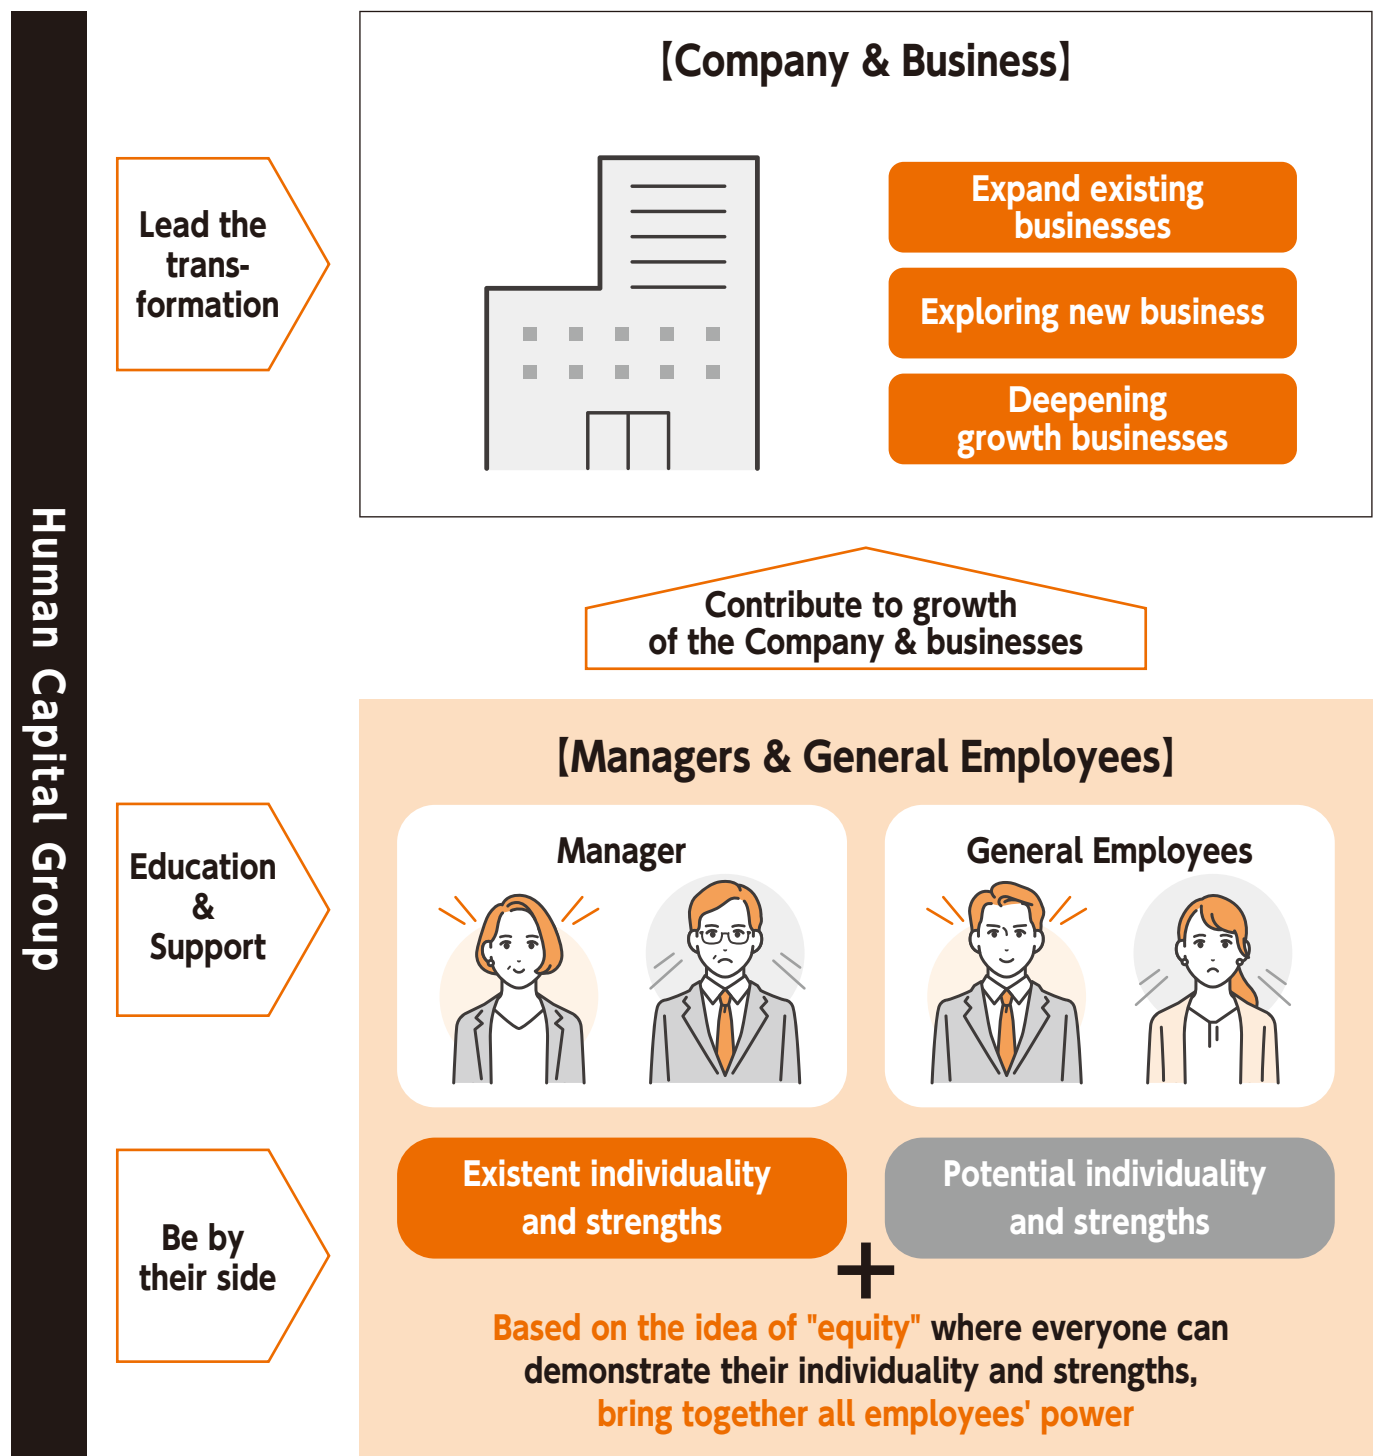 Human Capital Group
Lead the
trans-
formation
【Company & Business】
Expand existing
businesses
Exploring new business
Deepening
growth businesses
Contribute to growth
of the Company & businesses
Education
&
Support
Be by
their side
【Managers & General Employees】
Manager
General Employees
Existent individuality
and strengths
Potential individuality
and strengths
+
Based on the idea of "equity" where everyone can
demonstrate their individuality and strengths,
bring together all employees' power